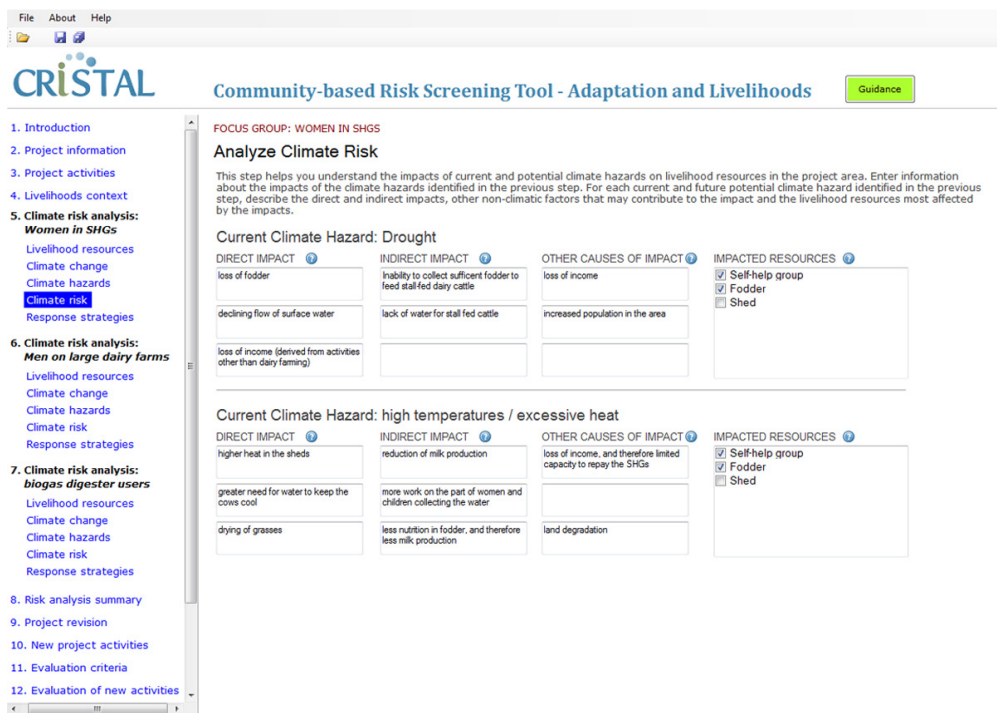 File About Help
CRiSTAL
Community-based Risk Screening Tool - Adaptation and Livelihoods
Guidance
1. Introduction
2. Project information
3. Project activities
4. Livelihoods context
5. Climate risk analysis:
Women in SHGs
Livelihood resources
Climate change
Climate hazards
Climate risk
Response strategies
6. Climate risk analysis:
Men on large dairy farms
Livelihood resources
Climate change
Climate hazards
Climate risk
Response strategies
7. Climate risk analysis:
biogas digester users
Livelihood resources
Climate change
Climate hazards
Climate risk
Response strategies
8. Risk analysis summary
9. Project revision
10. New project activities
11. Evaluation criteria
12. Evaluation of new activities
FOCUS GROUP: WOMEN IN SHGS
Analyze Climate Risk
This step helps you understand the impacts of current and potential climate hazards on livelihood resources in the project area. Enter information
about the impacts of the climate hazards identified in the previous step. For each current and future potential climate hazard identified in the previous
step, describe the direct and indirect impacts, other non-climatic factors that may contribute to the impact and the livelihood resources most affected
by the impacts.
Current Climate Hazard: Drought
DIRECT IMPACT ? INDIRECT IMPACT ? OTHER CAUSES OF IMPACT ? IMPACTED RESOURCES ?
loss of fodder
Inability to collect sufficent fodder to
feed stall-fed dairy cattle
loss of income
Self-help group
Fodder
Shed
declining flow of surface water
lack of water for stall fed cattle
increased population in the area
loss of income (derived from activities
other than dairy farming)
Current Climate Hazard: high temperatures / excessive heat
DIRECT IMPACT ? INDIRECT IMPACT ? OTHER CAUSES OF IMPACT ? IMPACTED RESOURCES ?
higher heat in the sheds
reduction of milk production
loss of income, and therefore limited
capacity to repay the SHGs
Self-help group
Fodder
Shed
greater need for water to keep the
cows cool
more work on the part of women and
children collecting the water
drying of grasses
less nutrition in fodder, and therefore
less milk production
land degradation